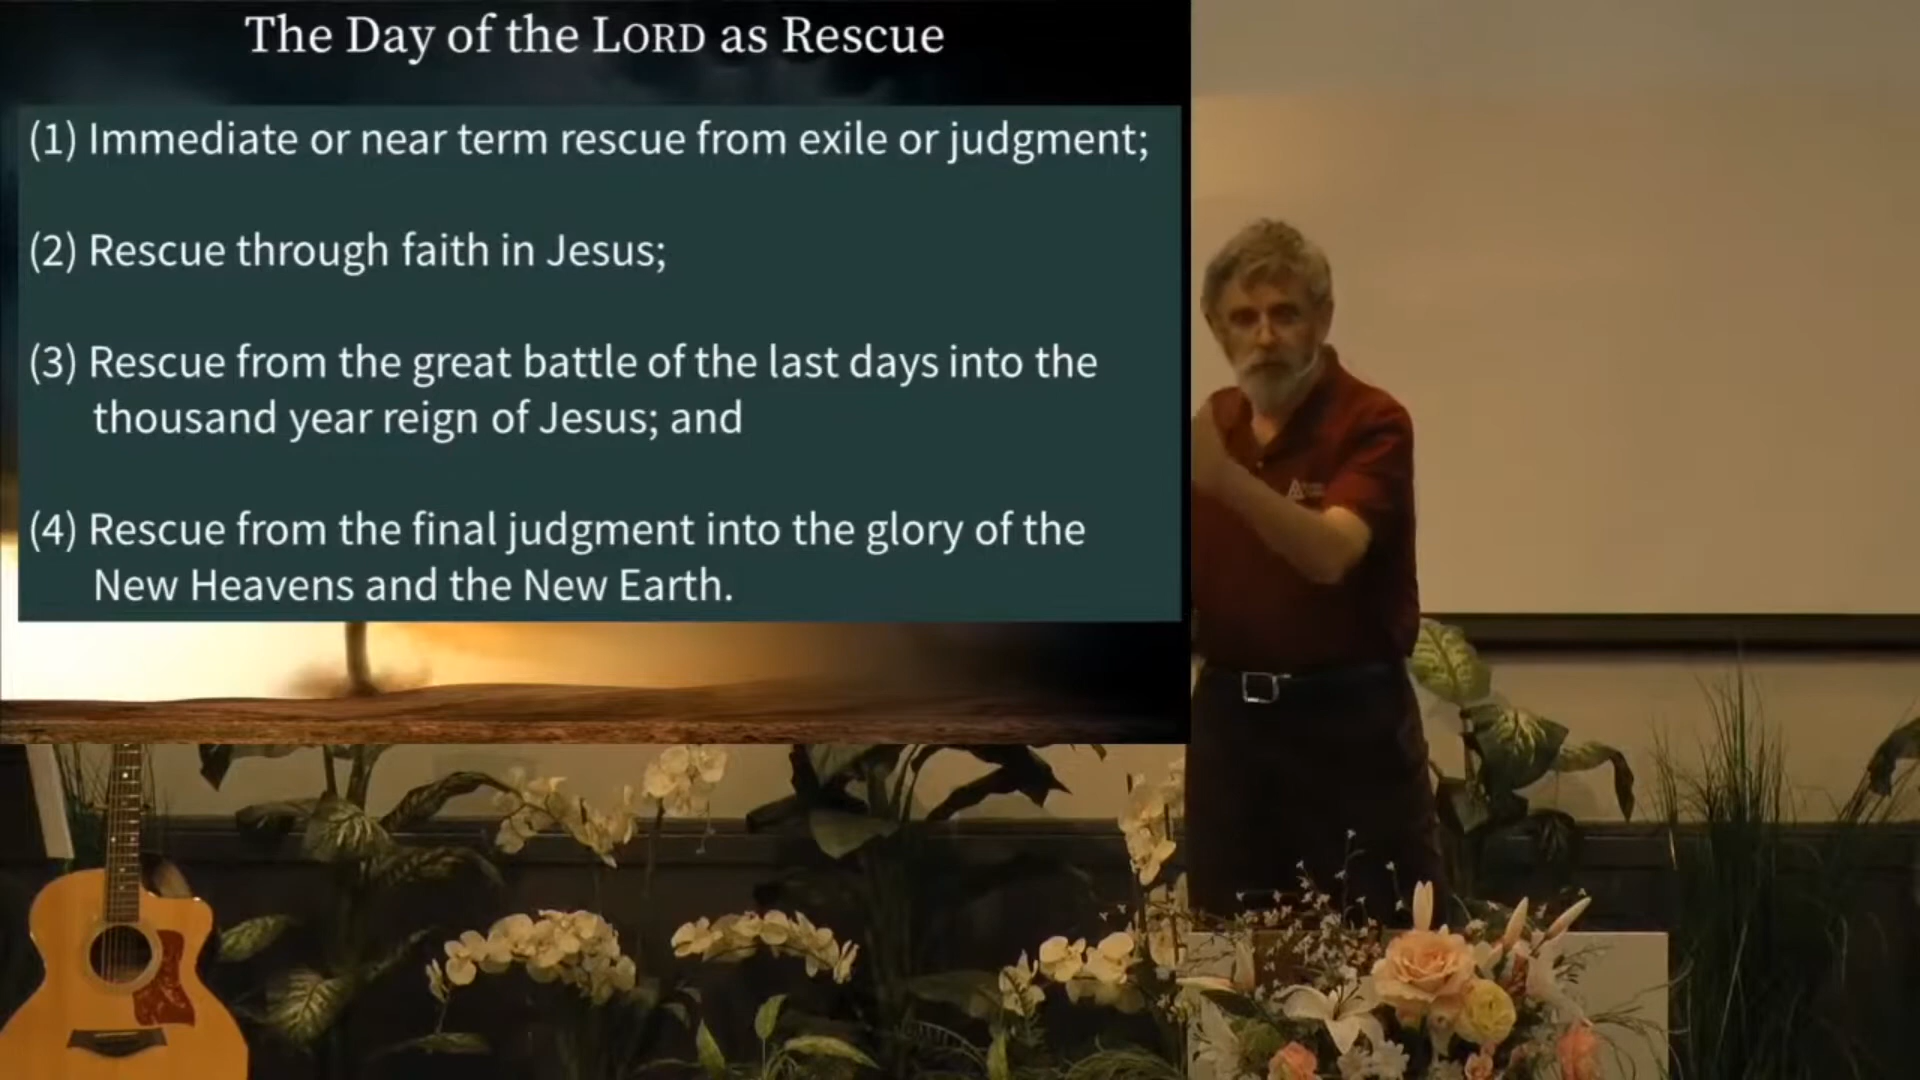 The Day of the LORD as Rescue
(1) Immediate or near term rescue from exile or judgment;
(2) Rescue through faith in Jesus;
(3) Rescue from the great battle of the last days into the
thousand year reign of Jesus; and
(4) Rescue from the final judgment into the glory of the
New Heavens and the New Earth.